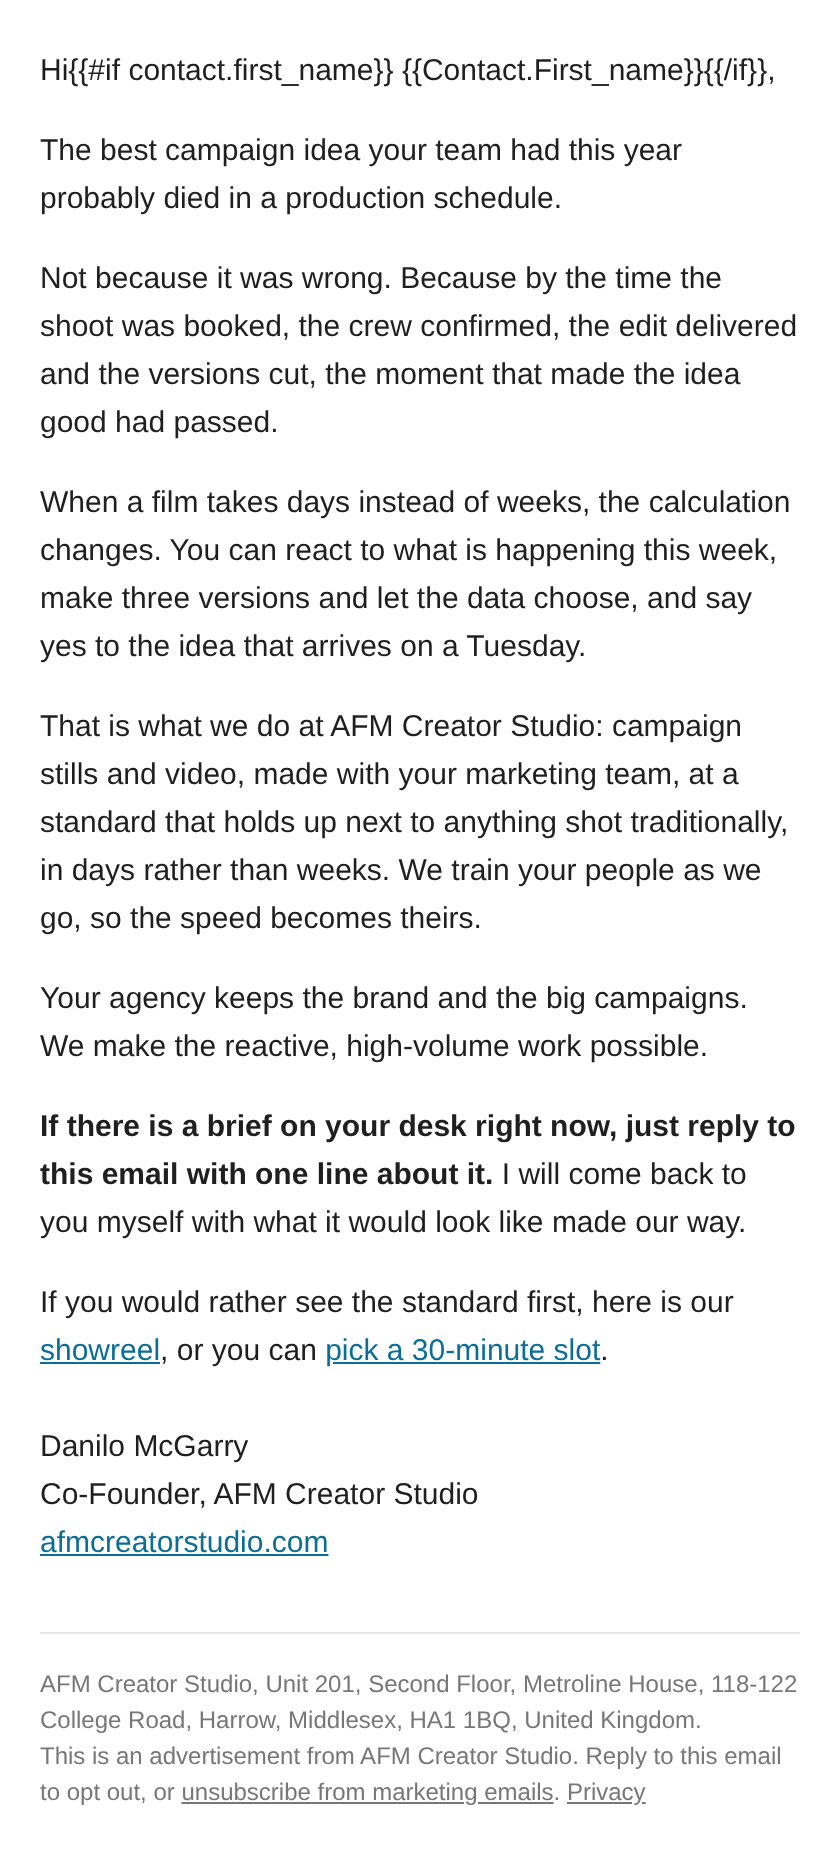 Hi{{#if contact.first_name}} {{Contact.First_name}}{{/if}},
The best campaign idea your team had this year
probably died in a production schedule.
Not because it was wrong. Because by the time the
shoot was booked, the crew confirmed, the edit delivered
and the versions cut, the moment that made the idea
good had passed.
When a film takes days instead of weeks, the calculation
changes. You can react to what is happening this week,
make three versions and let the data choose, and say
yes to the idea that arrives on a Tuesday.
That is what we do at AFM Creator Studio: campaign
stills and video, made with your marketing team, at a
standard that holds up next to anything shot traditionally,
in days rather than weeks. We train your people as we
go, so the speed becomes theirs.
Your agency keeps the brand and the big campaigns.
We make the reactive, high-volume work possible.
If there is a brief on your desk right now, just reply to
this email with one line about it. I will come back to
you myself with what it would look like made our way.
If you would rather see the standard first, here is our
showreel, or you can pick a 30-minute slot.
Danilo McGarry
Co-Founder, AFM Creator Studio
afmcreatorstudio.com
AFM Creator Studio, Unit 201, Second Floor, Metroline House, 118-122
College Road, Harrow, Middlesex, HA1 1BQ, United Kingdom.
This is an advertisement from AFM Creator Studio. Reply to this email
to opt out, or unsubscribe from marketing emails. Privacy